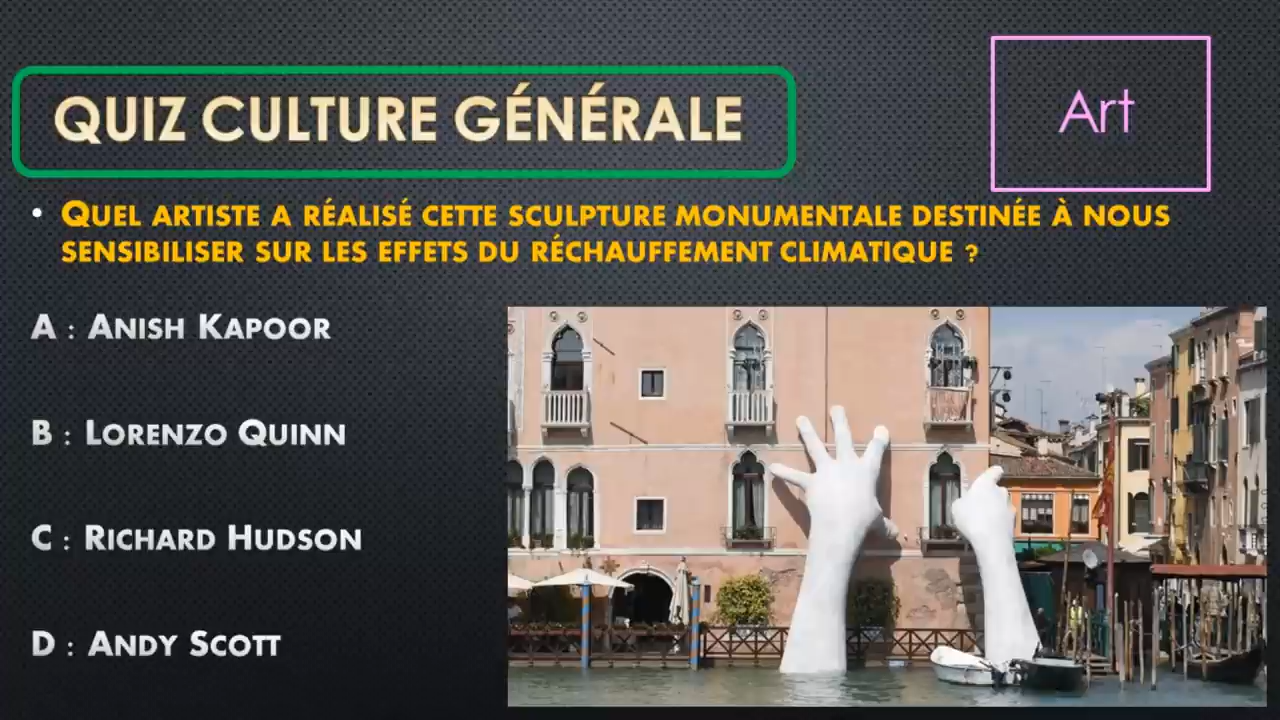 QUIZ CULTURE GÉNÉRALE
Art
• QUEL ARTISTE A RÉALISÉ CETTE SCULPTURE MONUMENTALE DESTINÉE À NOUS
SENSIBILISER SUR LES EFFETS DU RÉCHAUFFEMENT CLIMATIQUE ?
A : ANISH KAPOOR
B : LORENZO QUINN
C : RICHARD HUDSON
D : ANDY SCOTT